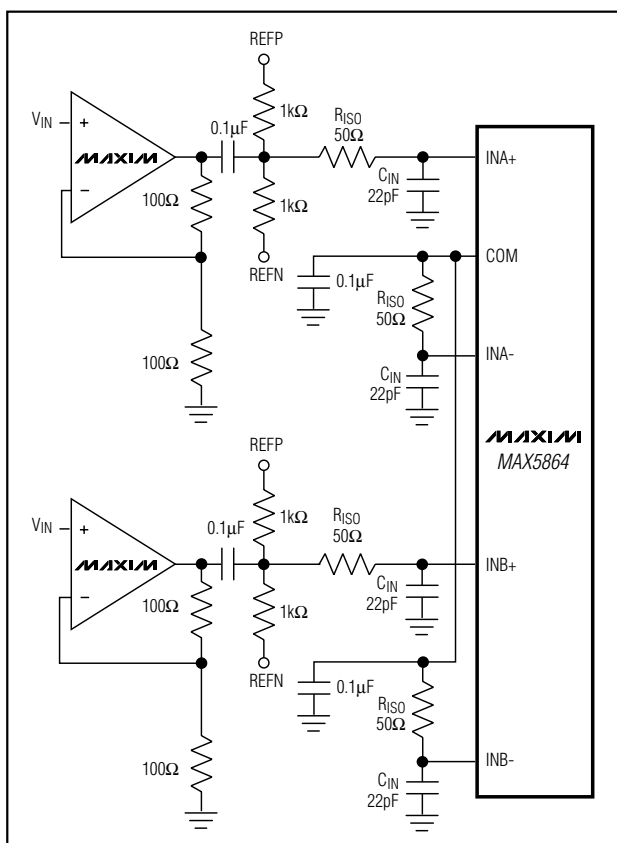 REFP
VIN
+
MAXIM
−
0.1µF
1kΩ
1kΩ
RISO
50Ω
INA+
CIN
22pF
100Ω
REFN
COM
0.1µF
RISO
50Ω
100Ω
INA-
CIN
22pF
MAXIM
MAX5864
REFP
VIN
+
MAXIM
−
0.1µF
1kΩ
1kΩ
RISO
50Ω
INB+
CIN
22pF
100Ω
REFN
0.1µF
RISO
50Ω
100Ω
INB-
CIN
22pF